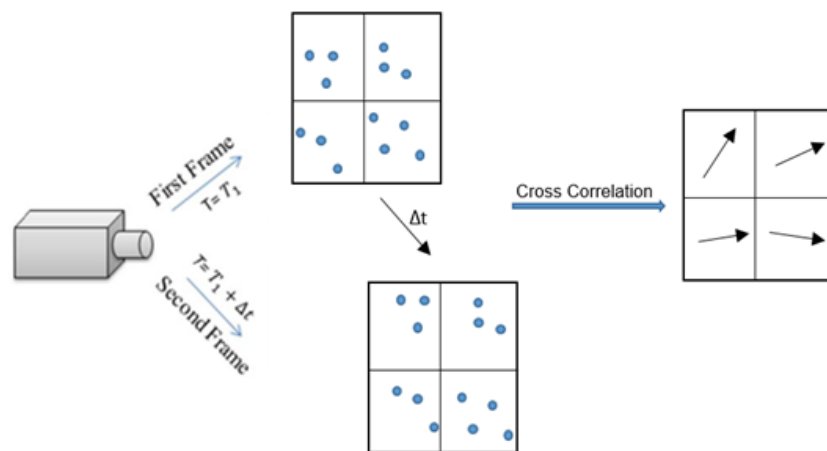 First Frame
T= T₁
Δt
Cross Correlation
T= T₁ + Δt
Second Frame